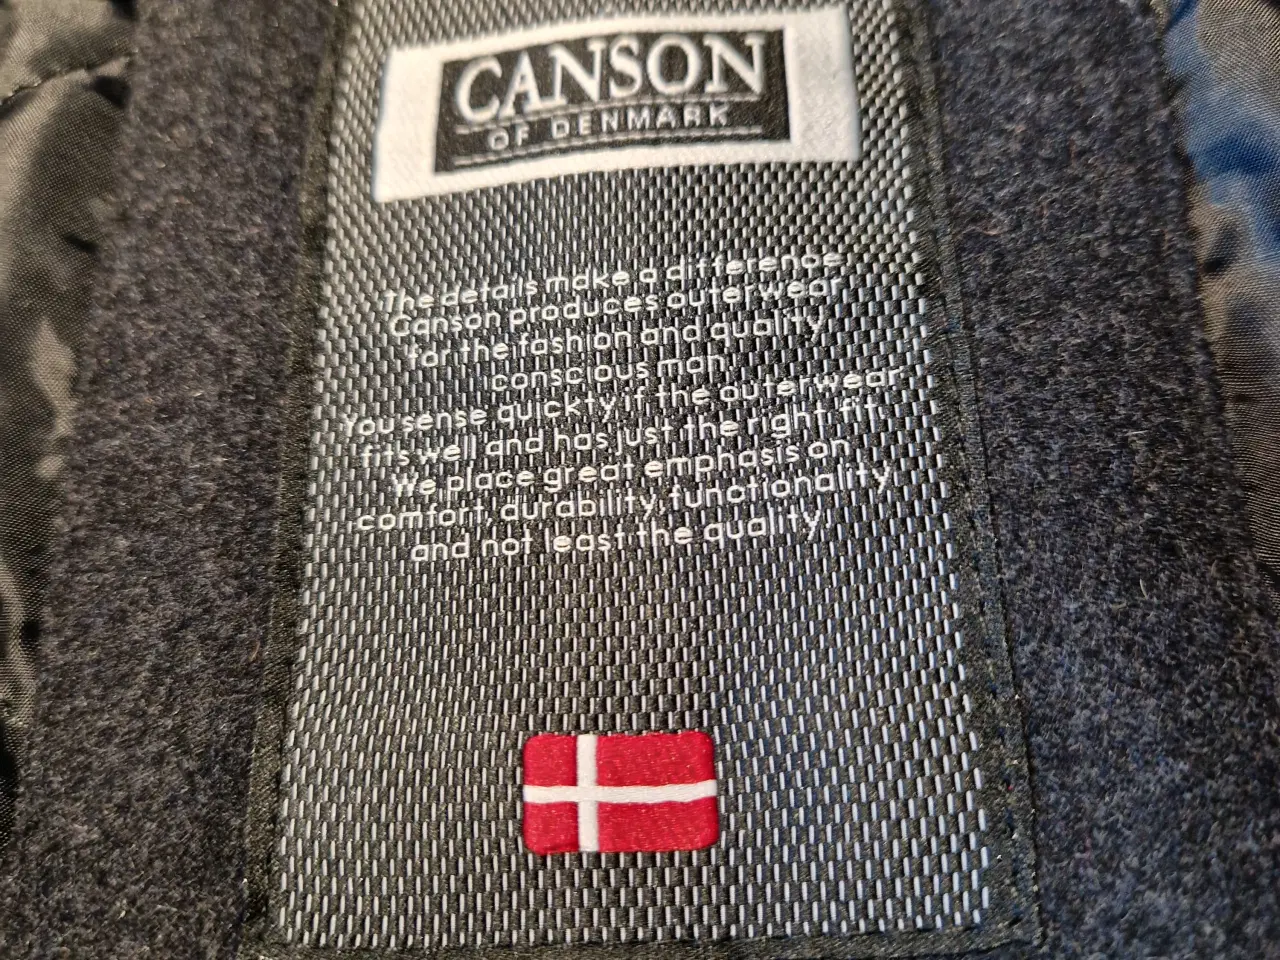 CANSON
OF DENMARK
The details make a difference
Canson produces outerwear
for the fashion and quality
conscious man.
You sense quickty if the outerwear
fits well and has just the right fit.
We place great emphasis on
comfort, durability, functionality
and not least the quality.